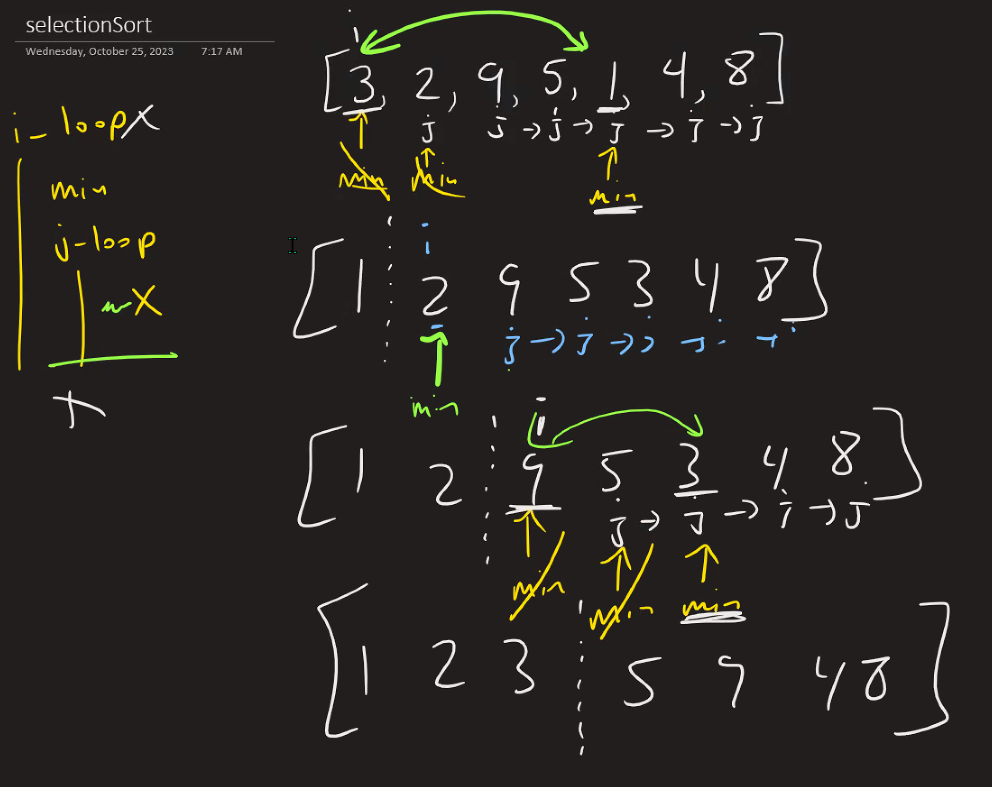 selectionSort
Wednesday, October 25, 2023 7:17 AM
i
[3, 2, 9, 5, 1, 4, 8]
j j → j → j → j → j
min min min
i - loop X
min
j-loop
X
i
[ 1 2 9 5 3 4 8 ]
j → j → j → j → j
min
i
[ 1 2 9 5 3 4 8 ]
j → j → j → j
min min min
[ 1 2 3 5 9 4 8 ]